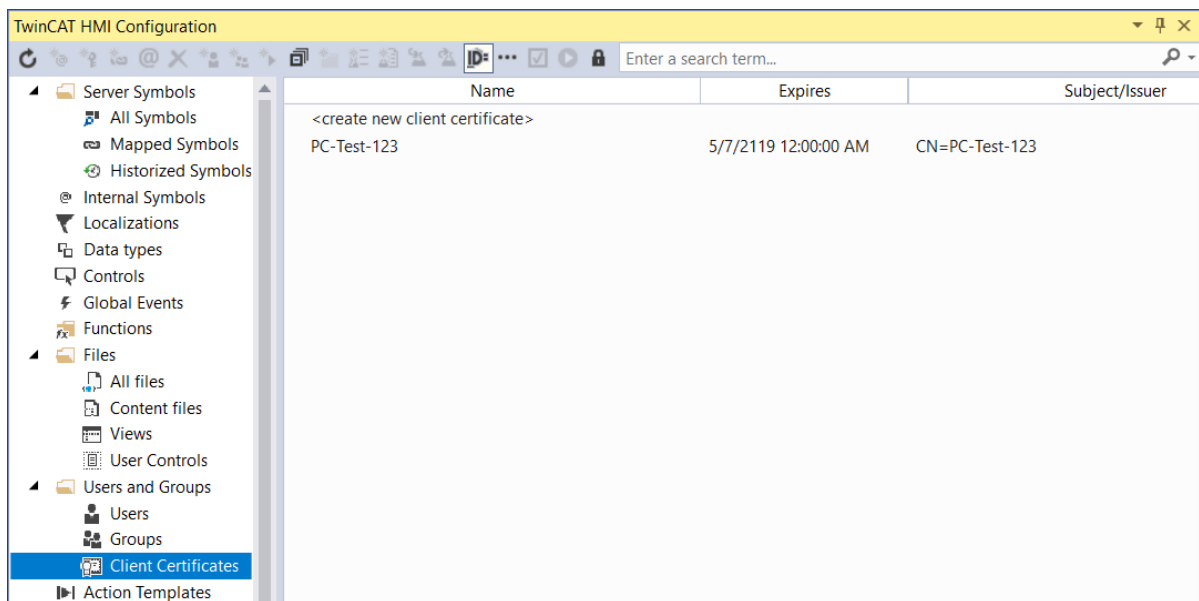 TwinCAT HMI Configuration
Enter a search term...
Server Symbols
All Symbols
Mapped Symbols
Historized Symbols
Internal Symbols
Localizations
Data types
Controls
Global Events
Functions
Files
All files
Content files
Views
User Controls
Users and Groups
Users
Groups
Client Certificates
Action Templates
Name Expires Subject/Issuer
<create new client certificate>
PC-Test-123 5/7/2119 12:00:00 AM CN=PC-Test-123